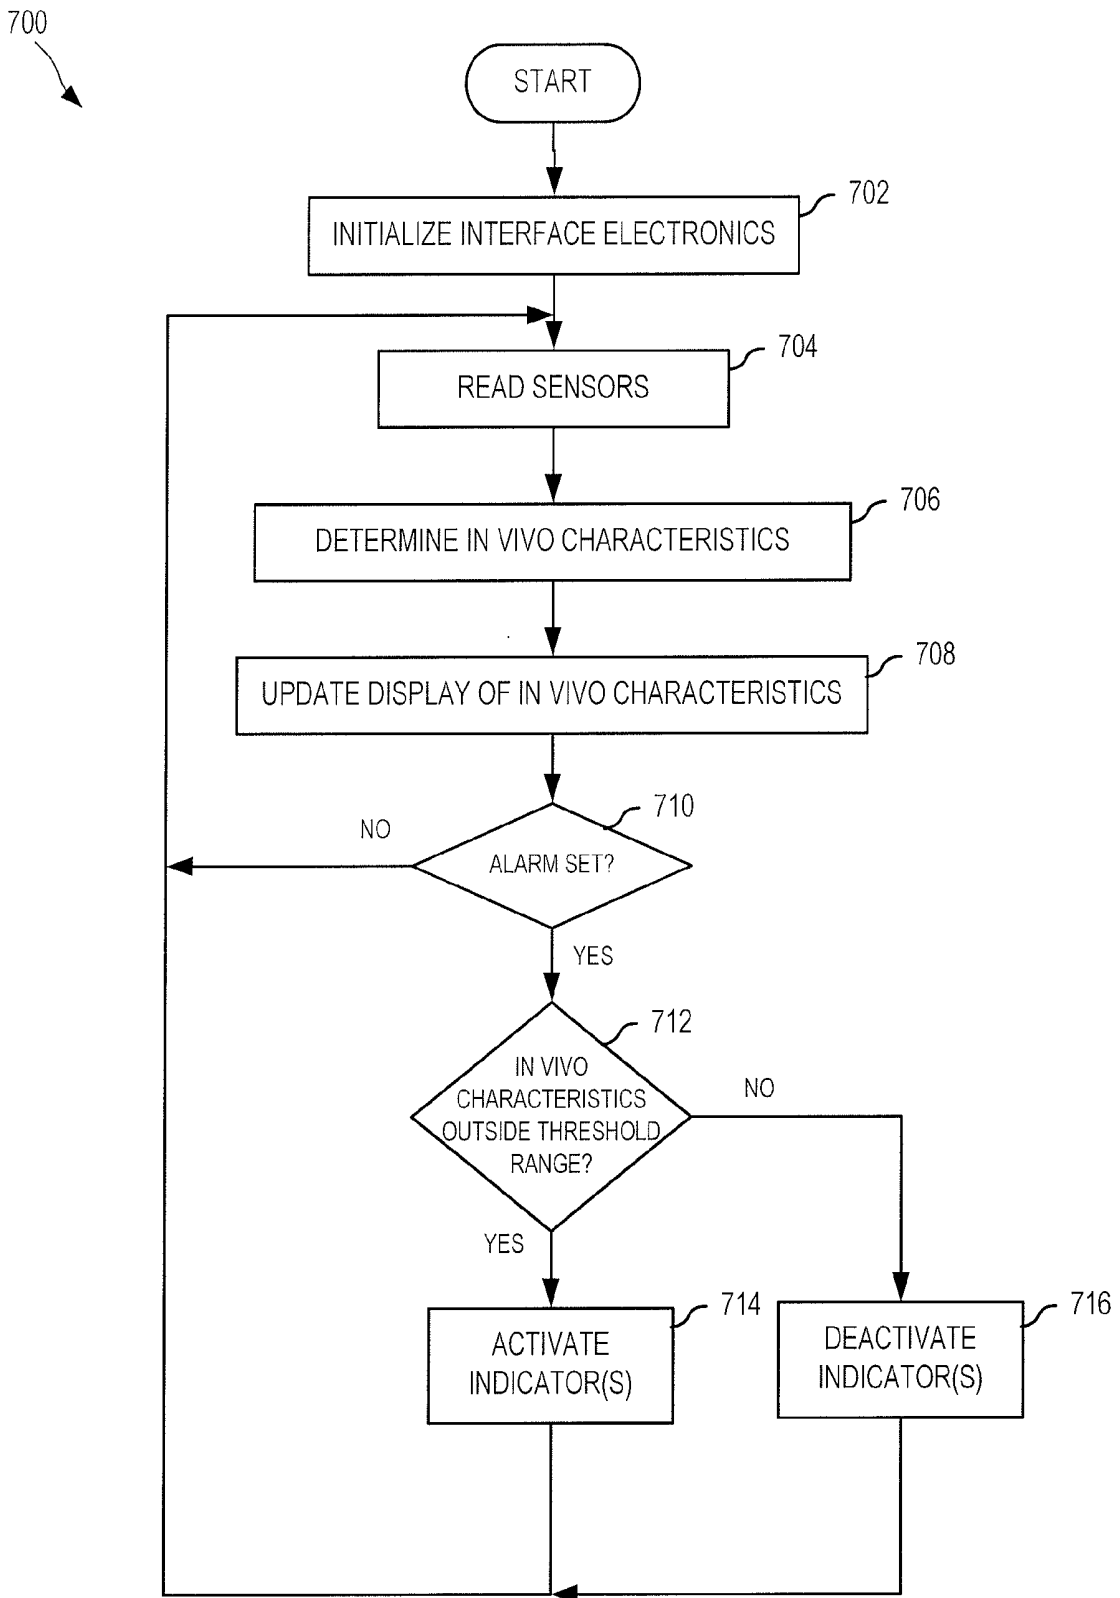 700
START
702
INITIALIZE INTERFACE ELECTRONICS
704
READ SENSORS
706
DETERMINE IN VIVO CHARACTERISTICS
708
UPDATE DISPLAY OF IN VIVO CHARACTERISTICS
710
NO
ALARM SET?
YES
712
IN VIVO
CHARACTERISTICS
OUTSIDE THRESHOLD
RANGE?
NO
YES
714
ACTIVATE
INDICATOR(S)
716
DEACTIVATE
INDICATOR(S)